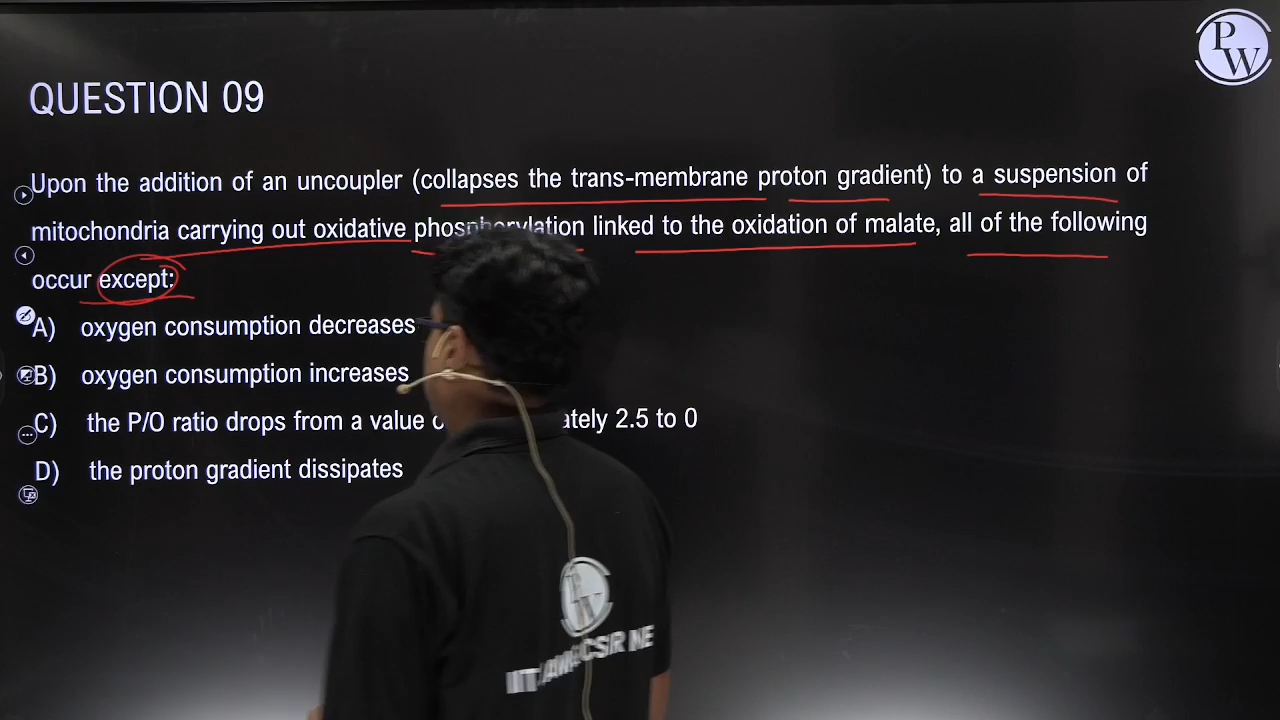 P
W
QUESTION 09
Upon the addition of an uncoupler (collapses the trans-membrane proton gradient) to a suspension of
mitochondria carrying out oxidative phosphorylation linked to the oxidation of malate, all of the following
occur except:
A) oxygen consumption decreases
B) oxygen consumption increases
C) the P/O ratio drops from a value 2.5 to 0
D) the proton gradient dissipates